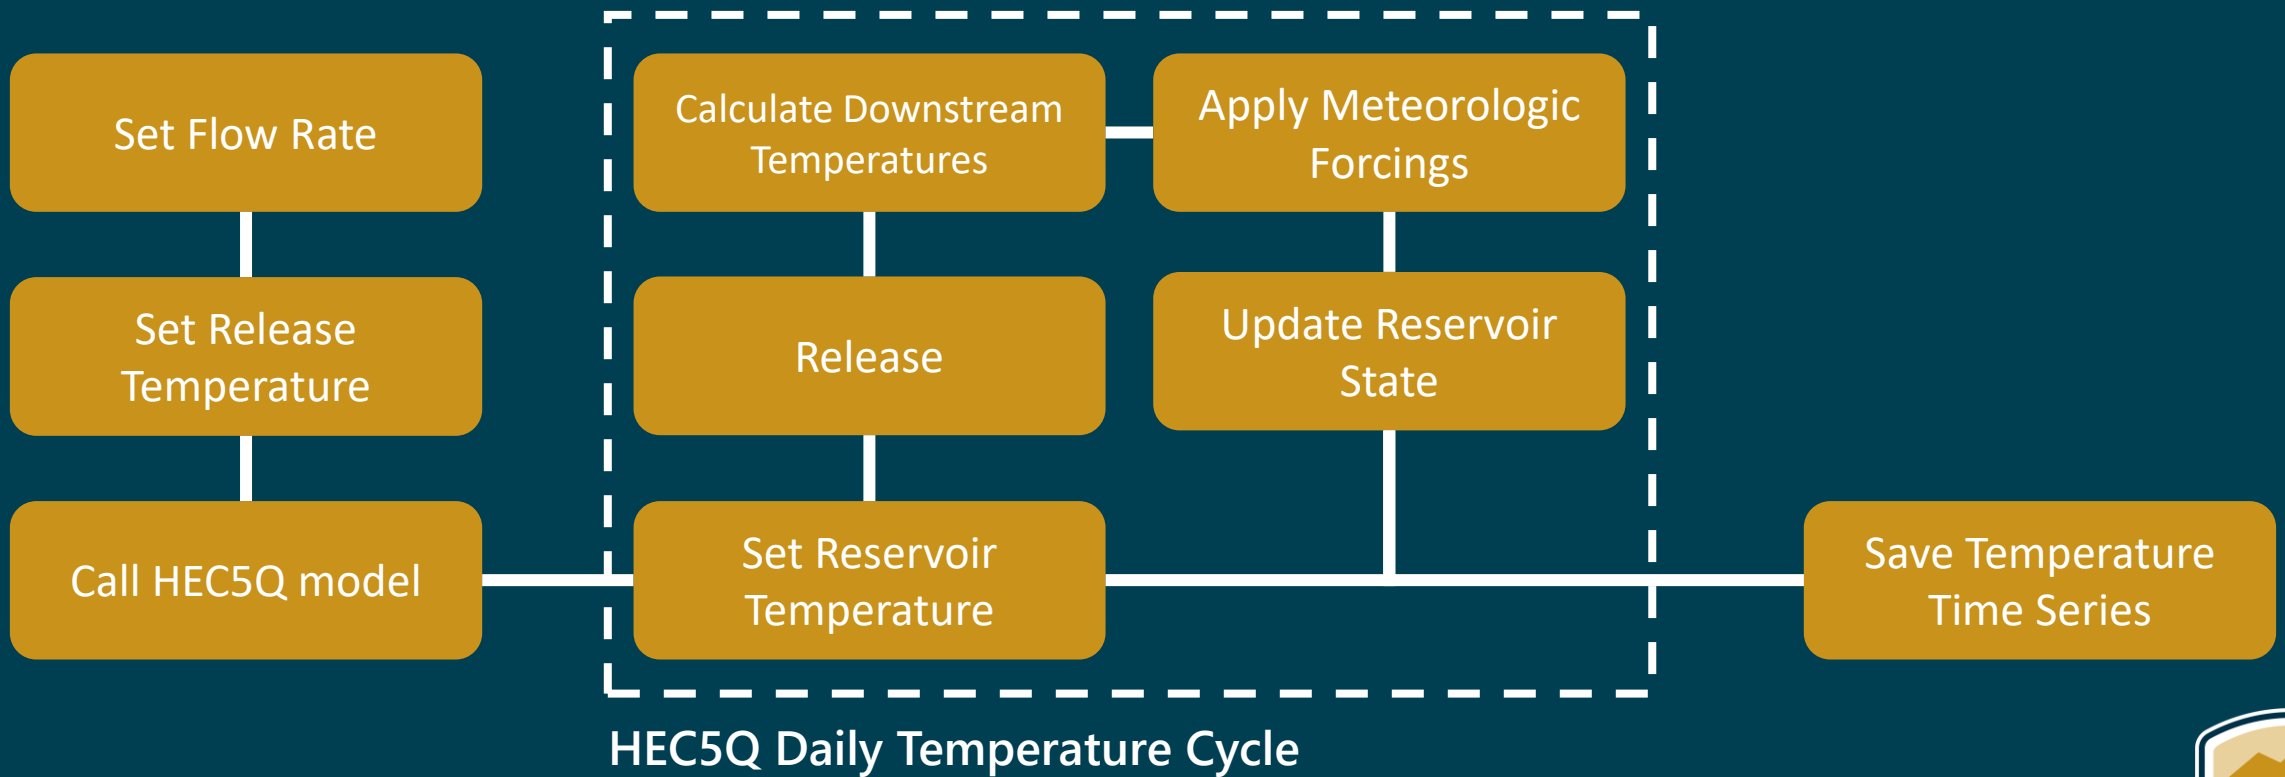 Set Flow Rate
Set Release
Temperature
Call HEC5Q model
Calculate Downstream
Temperatures
Release
Set Reservoir
Temperature
Apply Meteorologic
Forcings
Update Reservoir
State
Save Temperature
Time Series
HEC5Q Daily Temperature Cycle